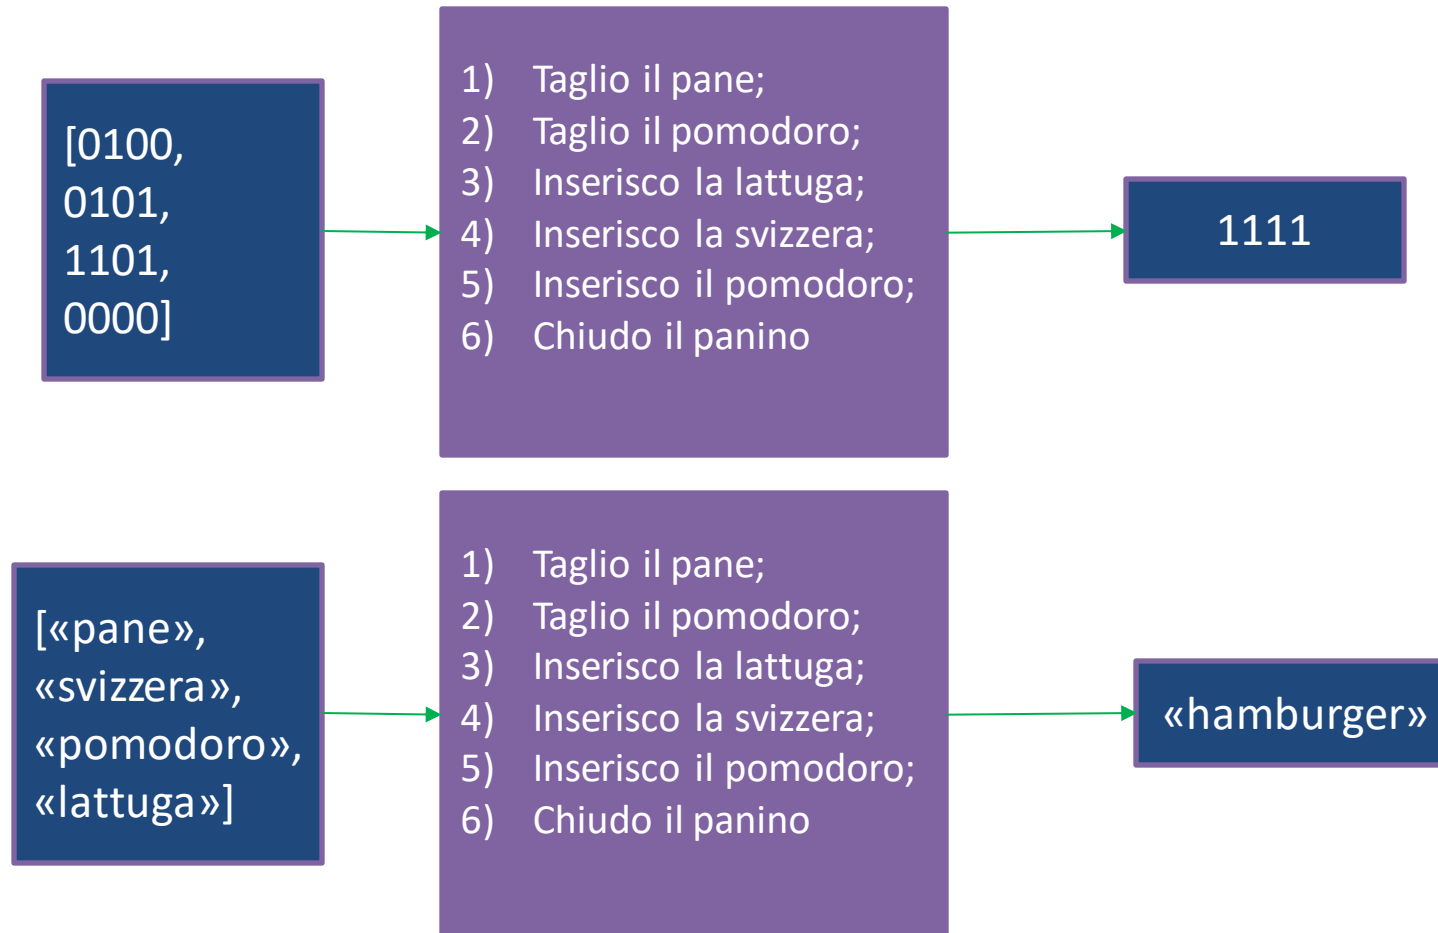 [0100,
0101,
1101,
0000]
1) Taglio il pane;
2) Taglio il pomodoro;
3) Inserisco la lattuga;
4) Inserisco la svizzera;
5) Inserisco il pomodoro;
6) Chiudo il panino
1111
[«pane»,
«svizzera»,
«pomodoro»,
«lattuga»]
1) Taglio il pane;
2) Taglio il pomodoro;
3) Inserisco la lattuga;
4) Inserisco la svizzera;
5) Inserisco il pomodoro;
6) Chiudo il panino
«hamburger»